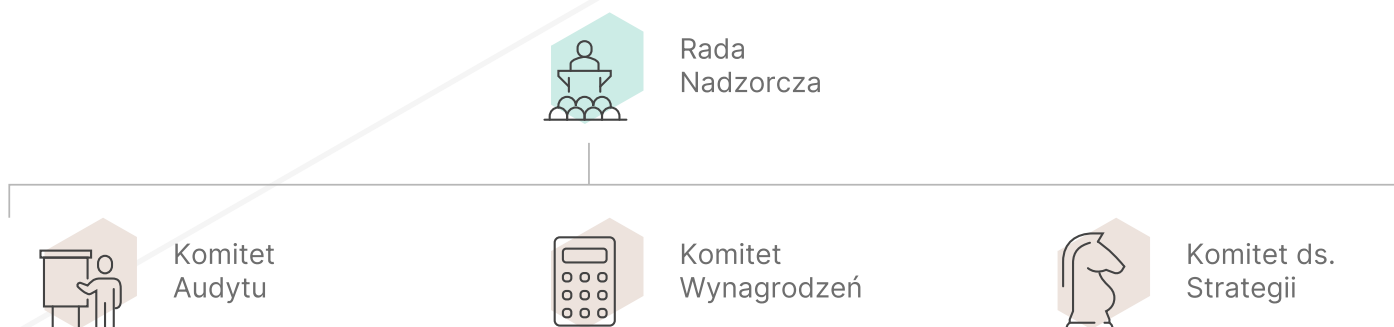 Rada
Nadzorcza
Komitet
Audytu
Komitet
Wynagrodzeń
Komitet ds.
Strategii